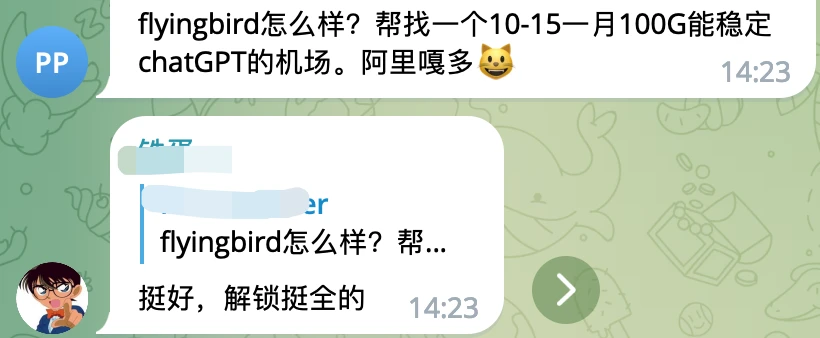 flyingbird怎么样？帮找一个10-15一月100G能稳定
chatGPT的机场。阿里嘎多😺
14:23
PP
er
flyingbird怎么样？帮...
挺好，解锁挺全的
14:23